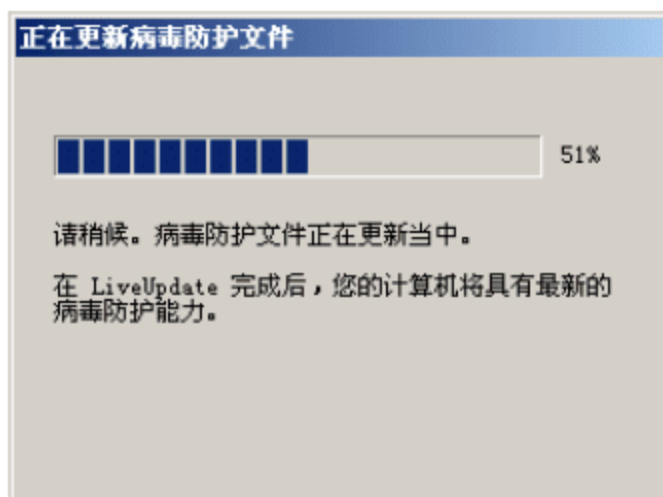 正在更新病毒防护文件
51%
请稍候。病毒防护文件正在更新当中。
在 LiveUpdate 完成后，您的计算机将具有最新的
病毒防护能力。